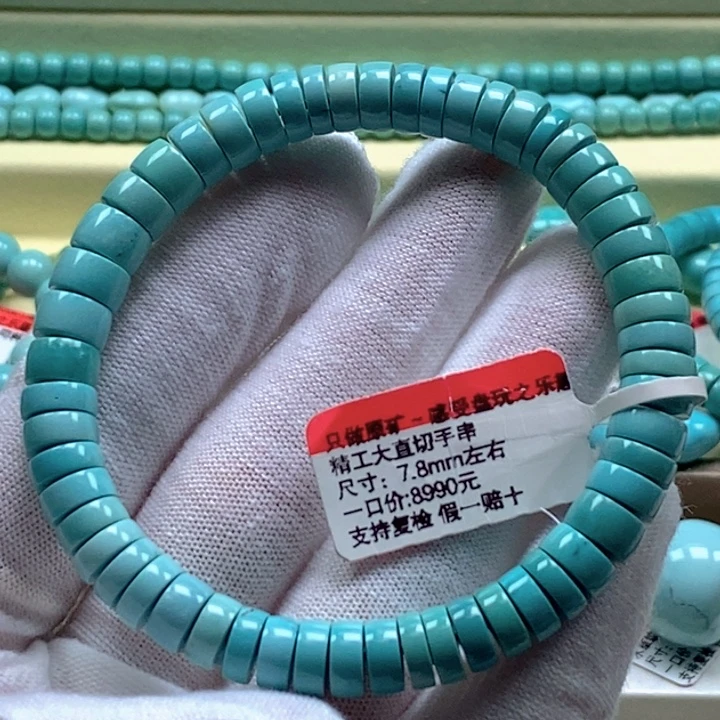 只做原矿~感受盘玩之乐趣
精工大直切手串
尺寸：7.8mm左右
一口价:8990元
支持复检 假一赔十